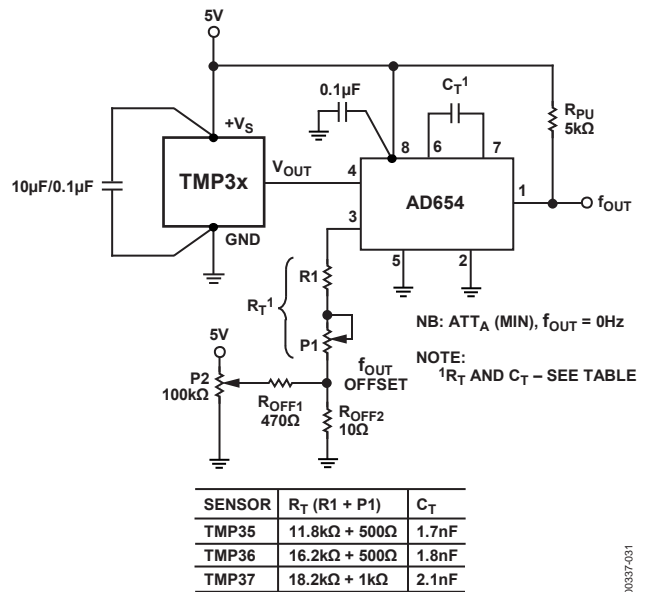 5V
0.1µF
CT1
RPU
5kΩ
+VS
8
6
7
10µF/0.1µF
TMP3x
VOUT
4
AD654
1
fOUT
3
GND
5
2
R1
RT1
NB: ATTA (MIN), fOUT = 0Hz
P1
5V
fOUT
OFFSET
NOTE:
1RT AND CT – SEE TABLE
P2
100kΩ
ROFF1
470Ω
ROFF2
10Ω
SENSOR RT (R1 + P1) CT
TMP35 11.8kΩ + 500Ω 1.7nF
TMP36 16.2kΩ + 500Ω 1.8nF
TMP37 18.2kΩ + 1kΩ 2.1nF
00337-031